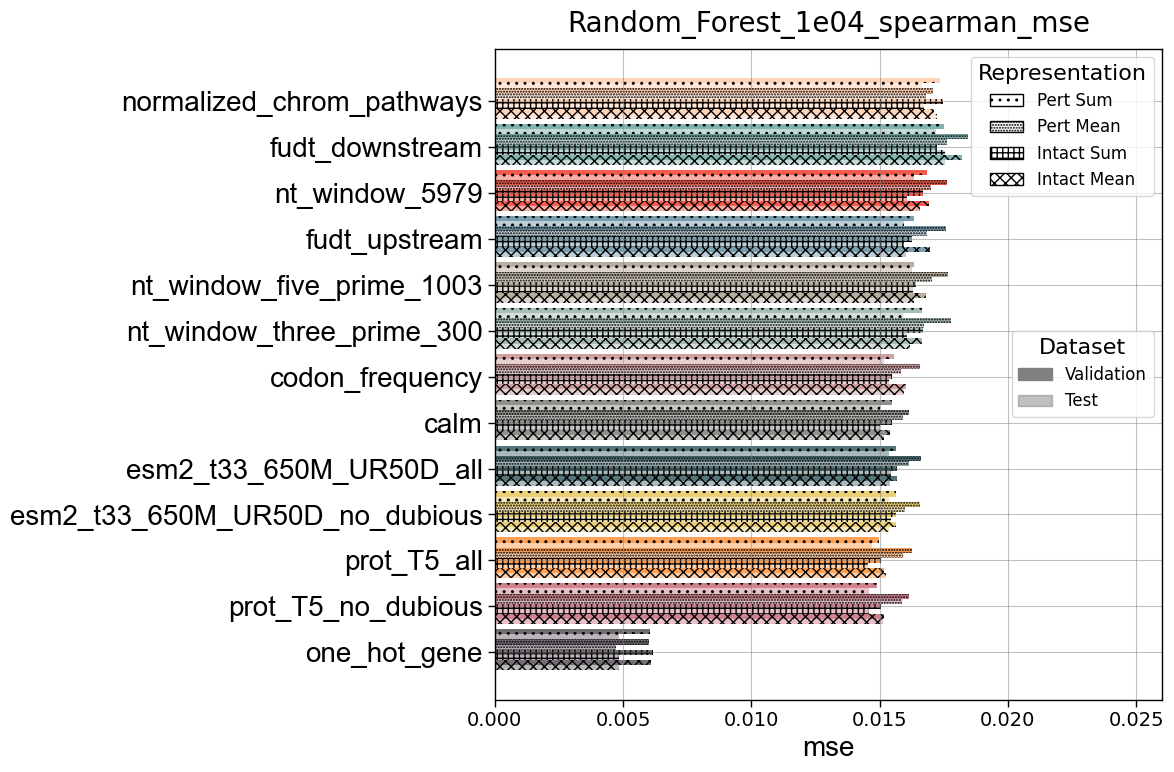 Random_Forest_1e04_spearman_mse
normalized_chrom_pathways
fudt_downstream
nt_window_5979
fudt_upstream
nt_window_five_prime_1003
nt_window_three_prime_300
codon_frequency
calm
esm2_t33_650M_UR50D_all
esm2_t33_650M_UR50D_no_dubious
prot_T5_all
prot_T5_no_dubious
one_hot_gene
Representation
Pert Sum
Pert Mean
Intact Sum
Intact Mean
Dataset
Validation
Test
0.000 0.005 0.010 0.015 0.020 0.025
mse